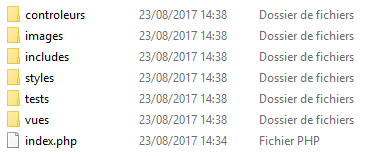 controleurs 23/08/2017 14:38 Dossier de fichiers
images 23/08/2017 14:38 Dossier de fichiers
includes 23/08/2017 14:38 Dossier de fichiers
styles 23/08/2017 14:38 Dossier de fichiers
tests 23/08/2017 14:38 Dossier de fichiers
vues 23/08/2017 14:38 Dossier de fichiers
index.php 23/08/2017 14:34 Fichier PHP